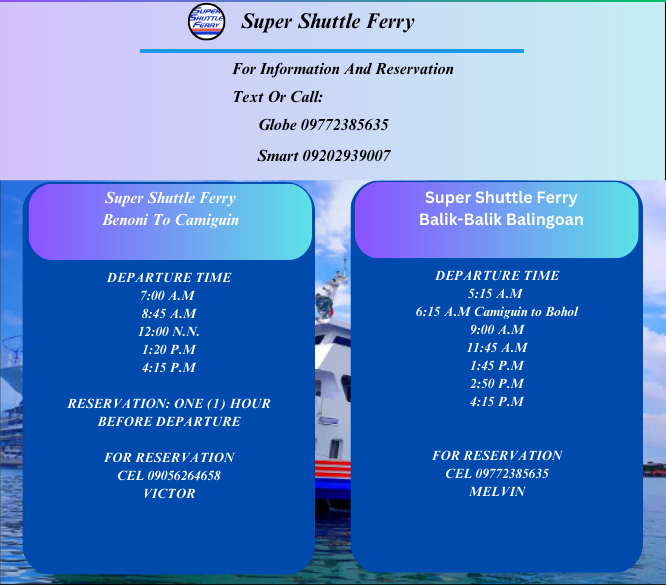 SUPER
SHUTTLE
FERRY
Super Shuttle Ferry
For Information And Reservation
Text Or Call:
Globe 09772385635
Smart 09202939007
Super Shuttle Ferry
Benoni To Camiguin
DEPARTURE TIME
7:00 A.M
8:45 A.M
12:00 N.N.
1:20 P.M
4:15 P.M
RESERVATION: ONE (1) HOUR
BEFORE DEPARTURE
FOR RESERVATION
CEL 09056264658
VICTOR
Super Shuttle Ferry
Balik-Balik Balingoan
DEPARTURE TIME
5:15 A.M
6:15 A.M Camiguin to Bohol
9:00 A.M
11:45 A.M
1:45 P.M
2:50 P.M
4:15 P.M
FOR RESERVATION
CEL 09772385635
MELVIN